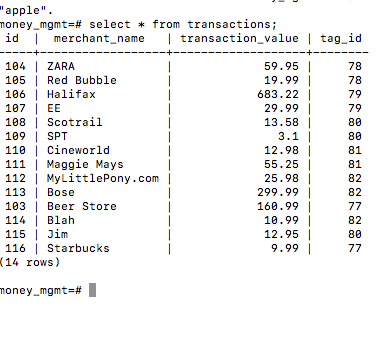 "apple".
money_mgmt=# select * from transactions;
id | merchant_name | transaction_value | tag_id
-----+----------------+-------------------+--------
104 | ZARA | 59.95 | 78
105 | Red Bubble | 19.99 | 78
106 | Halifax | 683.22 | 79
107 | EE | 29.99 | 79
108 | Scotrail | 13.58 | 80
109 | SPT | 3.1 | 80
110 | Cineworld | 12.98 | 81
111 | Maggie Mays | 55.25 | 81
112 | MyLittlePony.com | 25.98 | 82
113 | Bose | 299.99 | 82
103 | Beer Store | 160.99 | 77
114 | Blah | 10.99 | 82
115 | Jim | 12.95 | 80
116 | Starbucks | 9.99 | 77
(14 rows)
money_mgmt=#